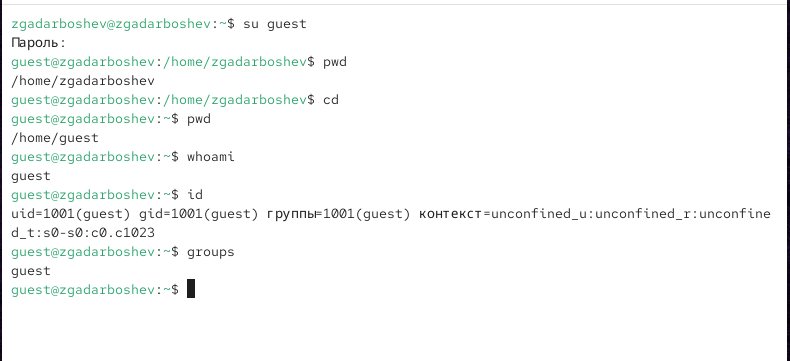 zgadarboshev@zgadarboshev:~$ su guest
Пароль:
guest@zgadarboshev:/home/zgadarboshev$ pwd
/home/zgadarboshev
guest@zgadarboshev:/home/zgadarboshev$ cd
guest@zgadarboshev:~$ pwd
/home/guest
guest@zgadarboshev:~$ whoami
guest
guest@zgadarboshev:~$ id
uid=1001(guest) gid=1001(guest) группы=1001(guest) контекст=unconfined_u:unconfined_r:unconfine
d_t:s0-s0:c0.c1023
guest@zgadarboshev:~$ groups
guest
guest@zgadarboshev:~$